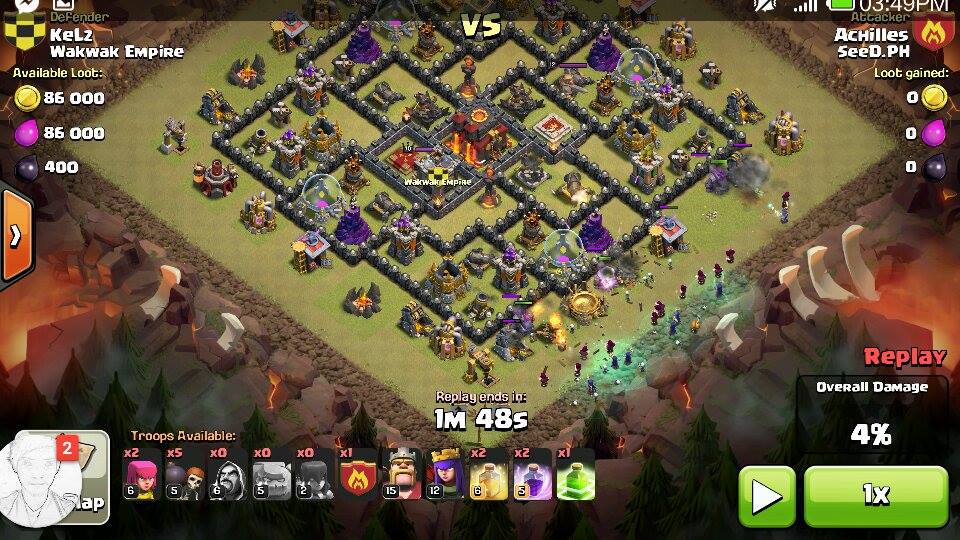 03:49PM
VS
Defender
KeLz
Wakwak Empire
Attacker
Achilles
SeeD.PH
Available Loot:
86 000
86 000
400
Loot gained:
0
0
0
Wakwak Empire
Replay
Overall Damage
4%
Replay ends in:
1M 48s
Troops Available:
x2 x5 x0 x0 x0 x1 x2 x2 x1
6 5 6 5 2 15 12 6 5
2
ap
1x